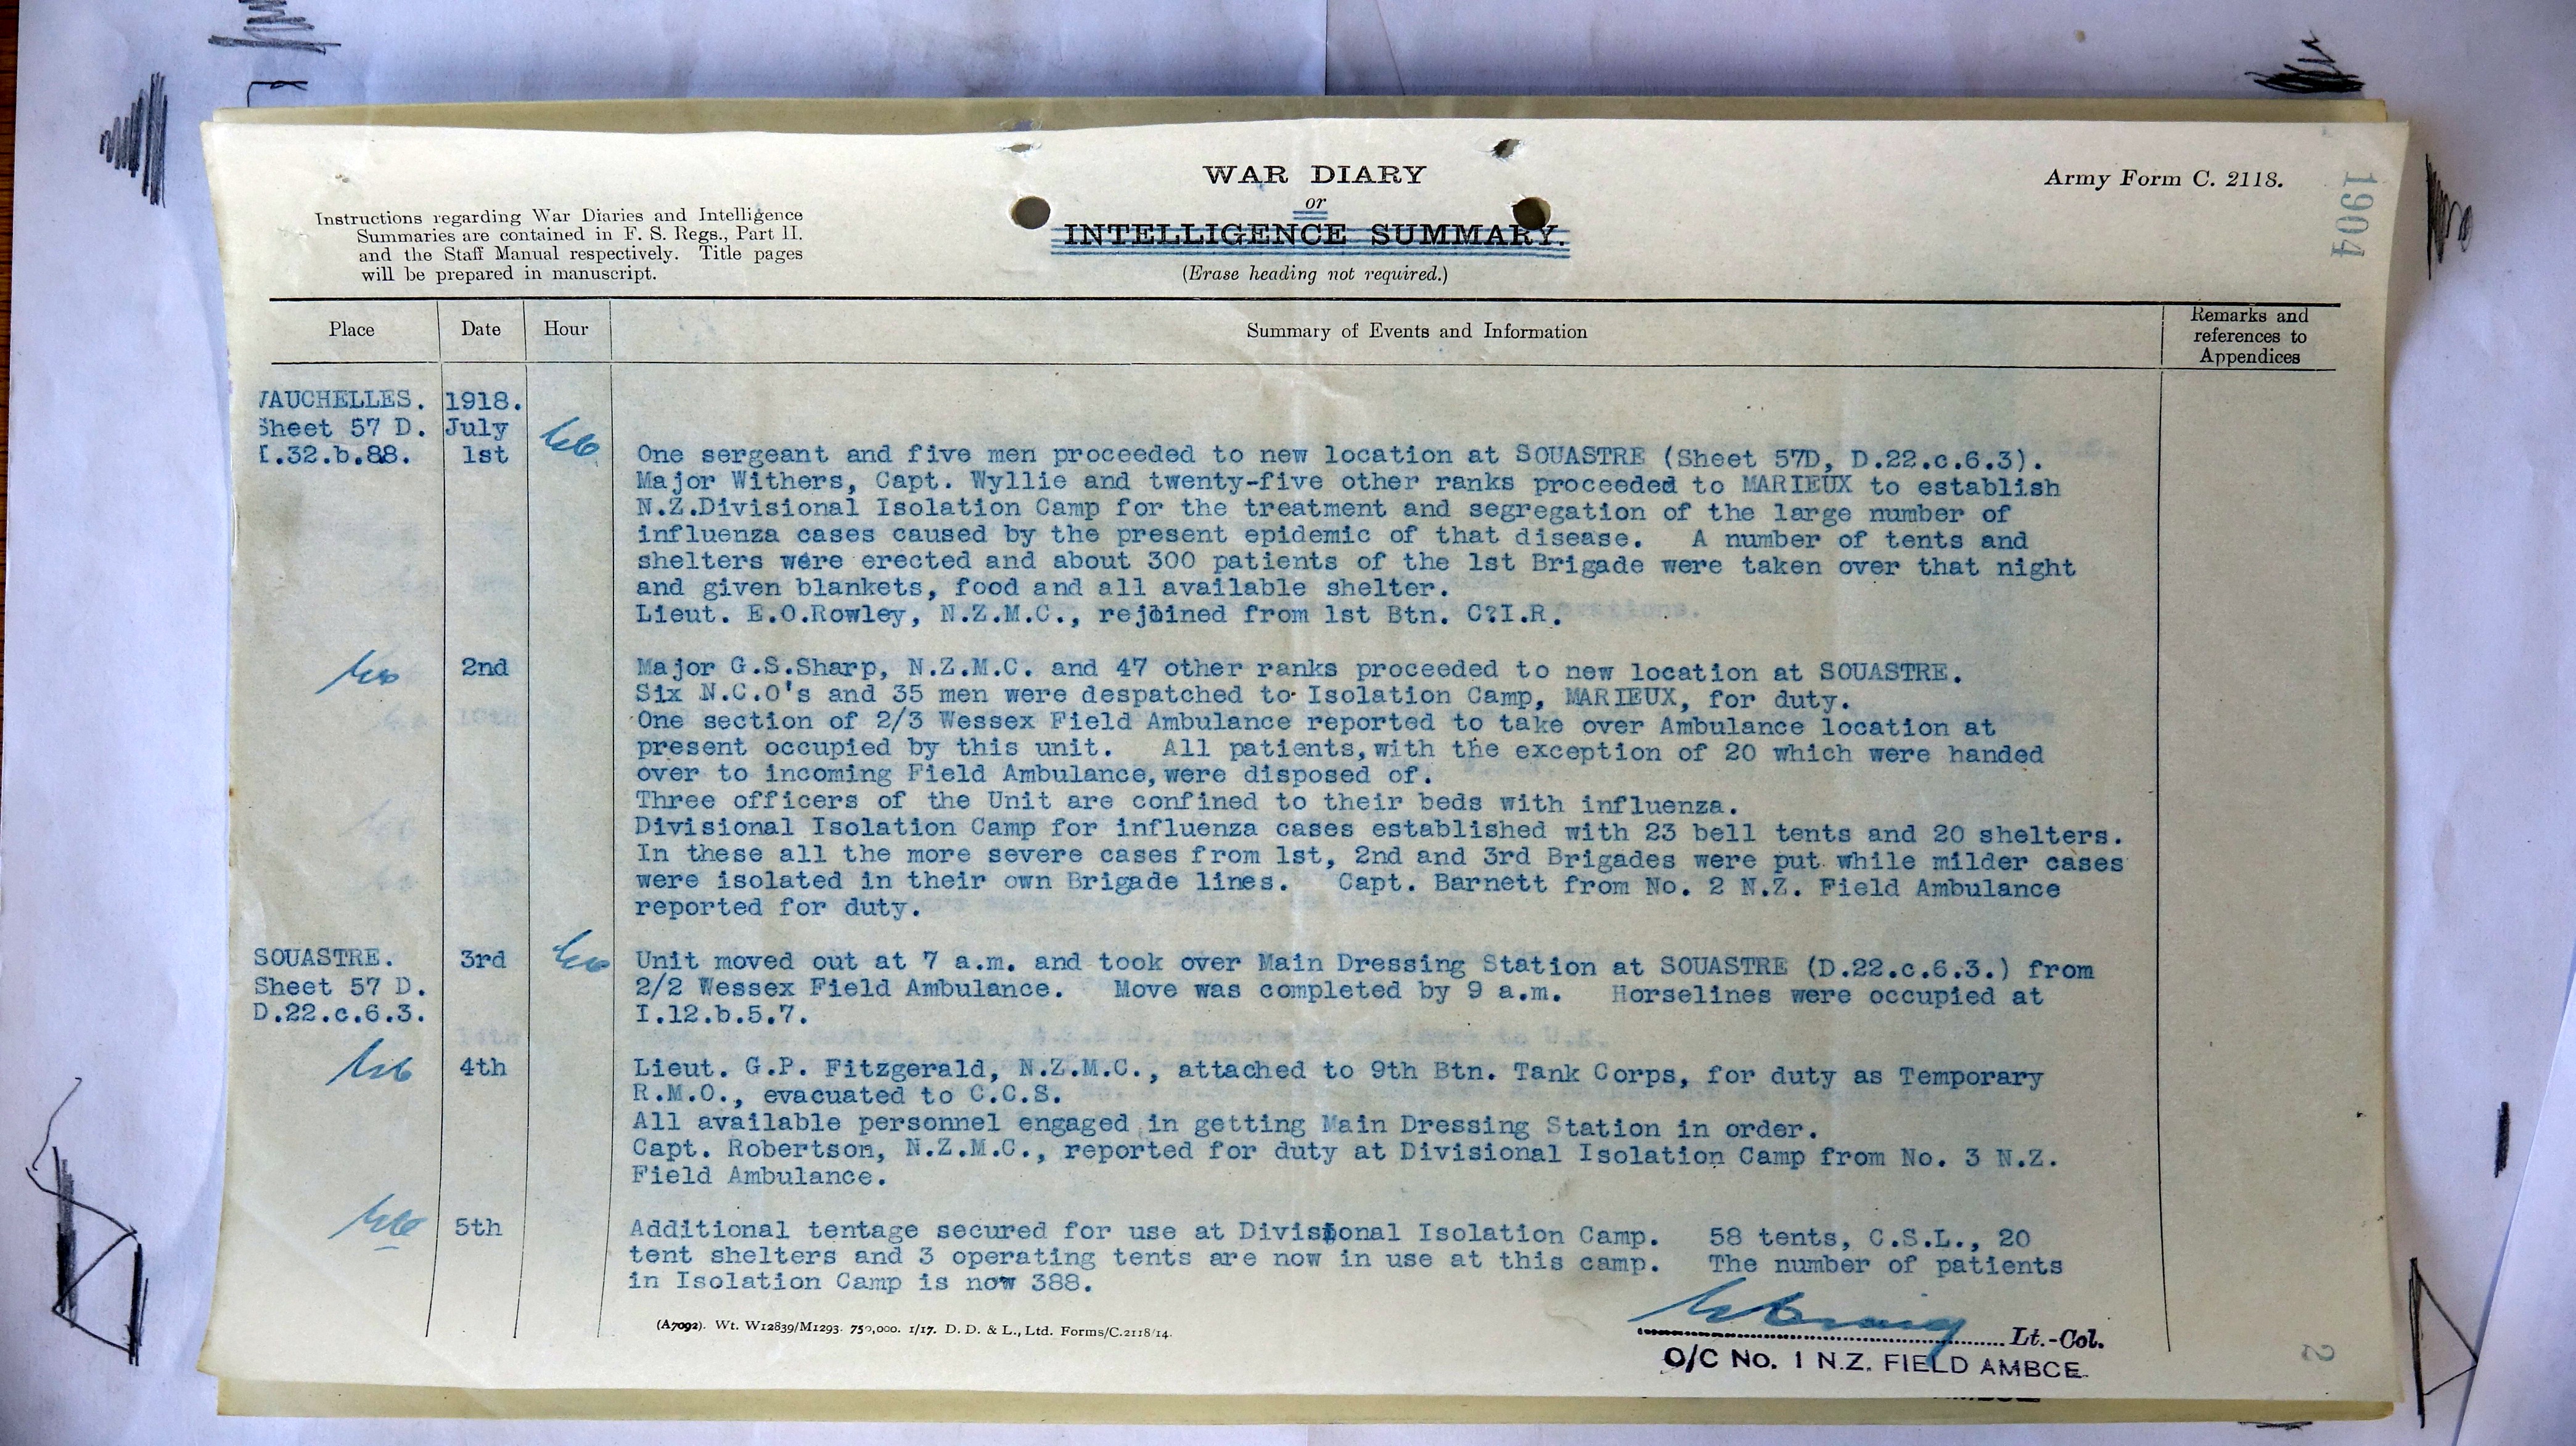 WAR DIARY
or
INTELLIGENCE SUMMARY.
(Erase heading not required.)
Army Form C. 2118.
1904
Instructions regarding War Diaries and Intelligence
Summaries are contained in F. S. Regs., Part II.
and the Staff Manual respectively. Title pages
will be prepared in manuscript.
Place Date Hour Summary of Events and Information Remarks and references to Appendices
VAUCHELLES. 1918.
Sheet 57 D. July
I.32.b.88. 1st One sergeant and five men proceeded to new location at SOUASTRE (Sheet 57D, D.22.c.6.3).
Major Withers, Capt. Wyllie and twenty-five other ranks proceeded to MARIEUX to establish
N.Z.Divisional Isolation Camp for the treatment and segregation of the large number of
influenza cases caused by the present epidemic of that disease. A number of tents and
shelters were erected and about 300 patients of the 1st Brigade were taken over that night
and given blankets, food and all available shelter.
Lieut. E.O.Rowley, N.Z.M.C., rejoined from 1st Btn. C?I.R.
2nd Major G.S.Sharp, N.Z.M.C. and 47 other ranks proceeded to new location at SOUASTRE.
Six N.C.O's and 35 men were despatched to Isolation Camp, MARIEUX, for duty.
One section of 2/3 Wessex Field Ambulance reported to take over Ambulance location at
present occupied by this unit. All patients, with the exception of 20 which were handed
over to incoming Field Ambulance, were disposed of.
Three officers of the Unit are confined to their beds with influenza.
Divisional Isolation Camp for influenza cases established with 23 bell tents and 20 shelters.
In these all the more severe cases from 1st, 2nd and 3rd Brigades were put while milder cases
were isolated in their own Brigade lines. Capt. Barnett from No. 2 N.Z. Field Ambulance
reported for duty.
SOUASTRE. 3rd Unit moved out at 7 a.m. and took over Main Dressing Station at SOUASTRE (D.22.c.6.3.) from
Sheet 57 D. 2/2 Wessex Field Ambulance. Move was completed by 9 a.m. Horselines were occupied at
D.22.c.6.3. I.12.b.5.7.
4th Lieut. G.P. Fitzgerald, N.Z.M.C., attached to 9th Btn. Tank Corps, for duty as Temporary
R.M.O., evacuated to C.C.S.
All available personnel engaged in getting Main Dressing Station in order.
Capt. Robertson, N.Z.M.C., reported for duty at Divisional Isolation Camp from No. 3 N.Z.
Field Ambulance.
5th Additional tentage secured for use at Divisional Isolation Camp. 58 tents, C.S.L., 20
tent shelters and 3 operating tents are now in use at this camp. The number of patients
in Isolation Camp is now 388.
(A7092). Wt. W12839/M1293. 750,000. 1/17. D. D. & L., Ltd. Forms/C.2118/14.
Lt.-Col.
O/C No. 1 N.Z. FIELD AMBCE.
2